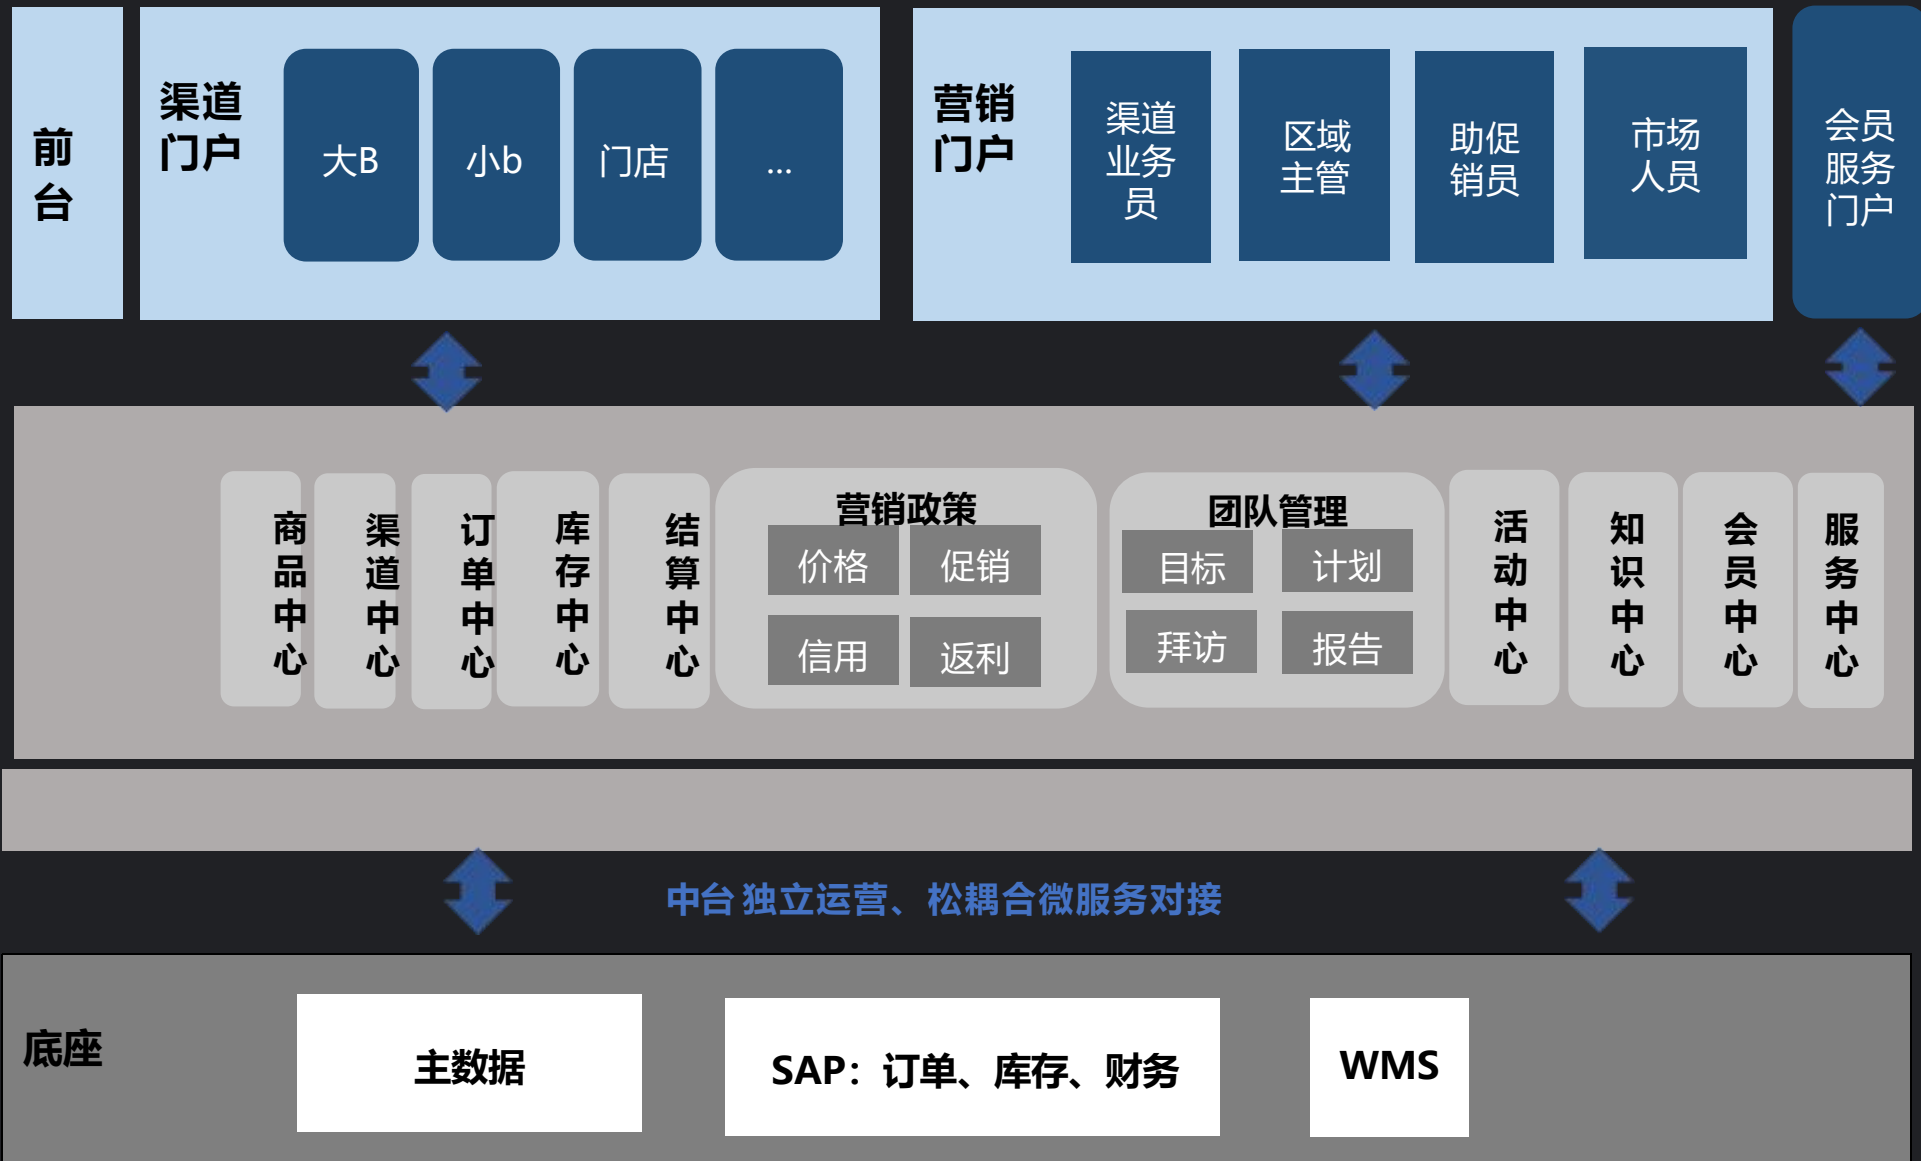 前
台
渠道
门户
大B
小b
门店
...
营销
门户
渠道
业务
员
区域
主管
助促
销员
市场
人员
会员
服务
门户
商
品
中
心
渠
道
中
心
订
单
中
心
库
存
中
心
结
算
中
心
营销政策
价格
促销
信用
返利
团队管理
目标
计划
拜访
报告
活
动
中
心
知
识
中
心
会
员
中
心
服
务
中
心
中台独立运营、松耦合微服务对接
底座
主数据
SAP：订单、库存、财务
WMS